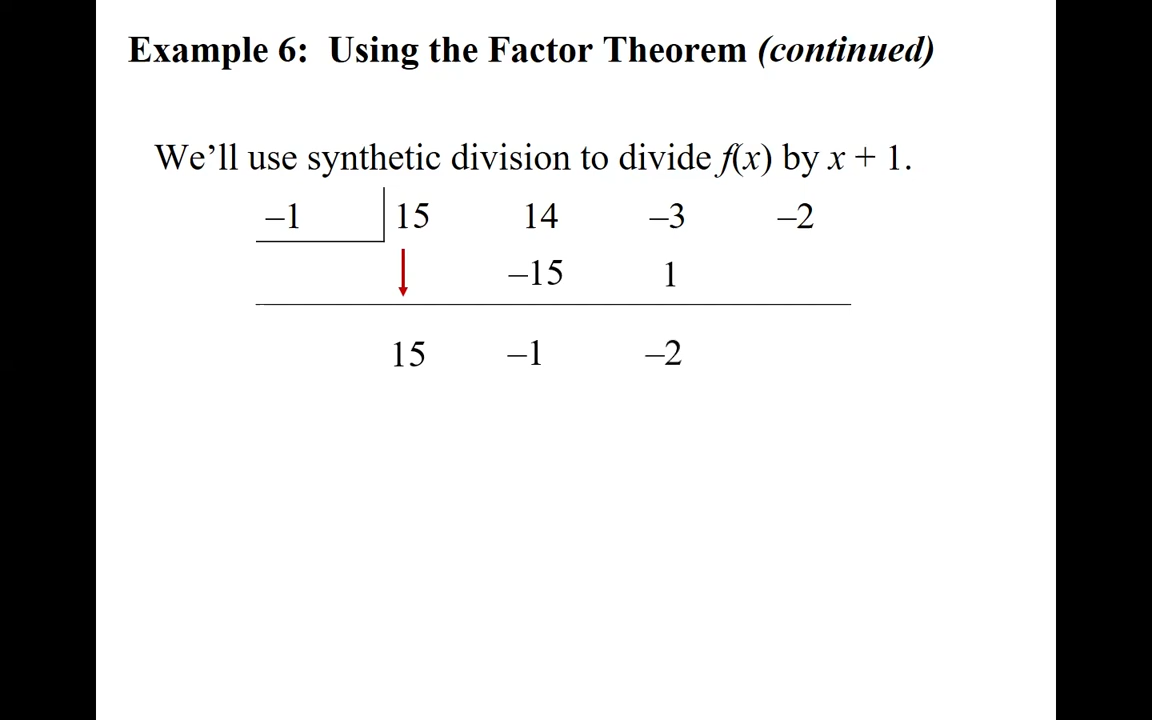 Example 6: Using the Factor Theorem (continued)
We’ll use synthetic division to divide f(x) by x + 1.
–1 15 14 –3 –2
–15 1
15 –1 –2